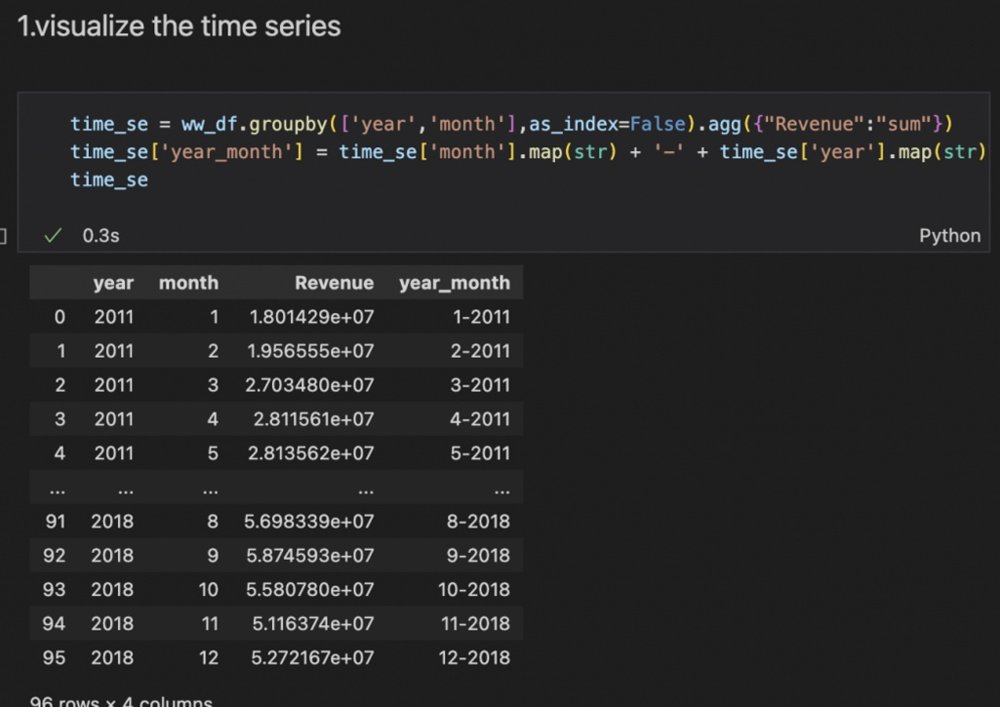 1.visualize the time series
time_se = ww_df.groupby(['year','month'],as_index=False).agg({"Revenue":"sum"})
time_se['year_month'] = time_se['month'].map(str) + '-' + time_se['year'].map(str)
time_se
] ✓ 0.3s Python
year month Revenue year_month
0 2011 1 1.801429e+07 1-2011
1 2011 2 1.956555e+07 2-2011
2 2011 3 2.703480e+07 3-2011
3 2011 4 2.811561e+07 4-2011
4 2011 5 2.813562e+07 5-2011
... ... ... ... ...
91 2018 8 5.698339e+07 8-2018
92 2018 9 5.874593e+07 9-2018
93 2018 10 5.580780e+07 10-2018
94 2018 11 5.116374e+07 11-2018
95 2018 12 5.272167e+07 12-2018
96 rows × 4 columns